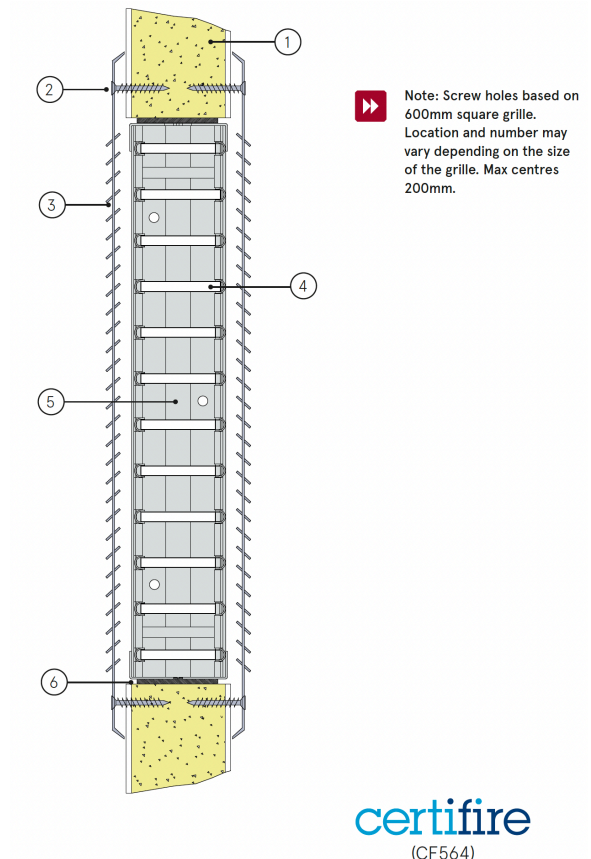 1
2
Note: Screw holes based on
600mm square grille.
Location and number may
vary depending on the size
of the grille. Max centres
200mm.
3
4
5
6
certifire
(CF564)